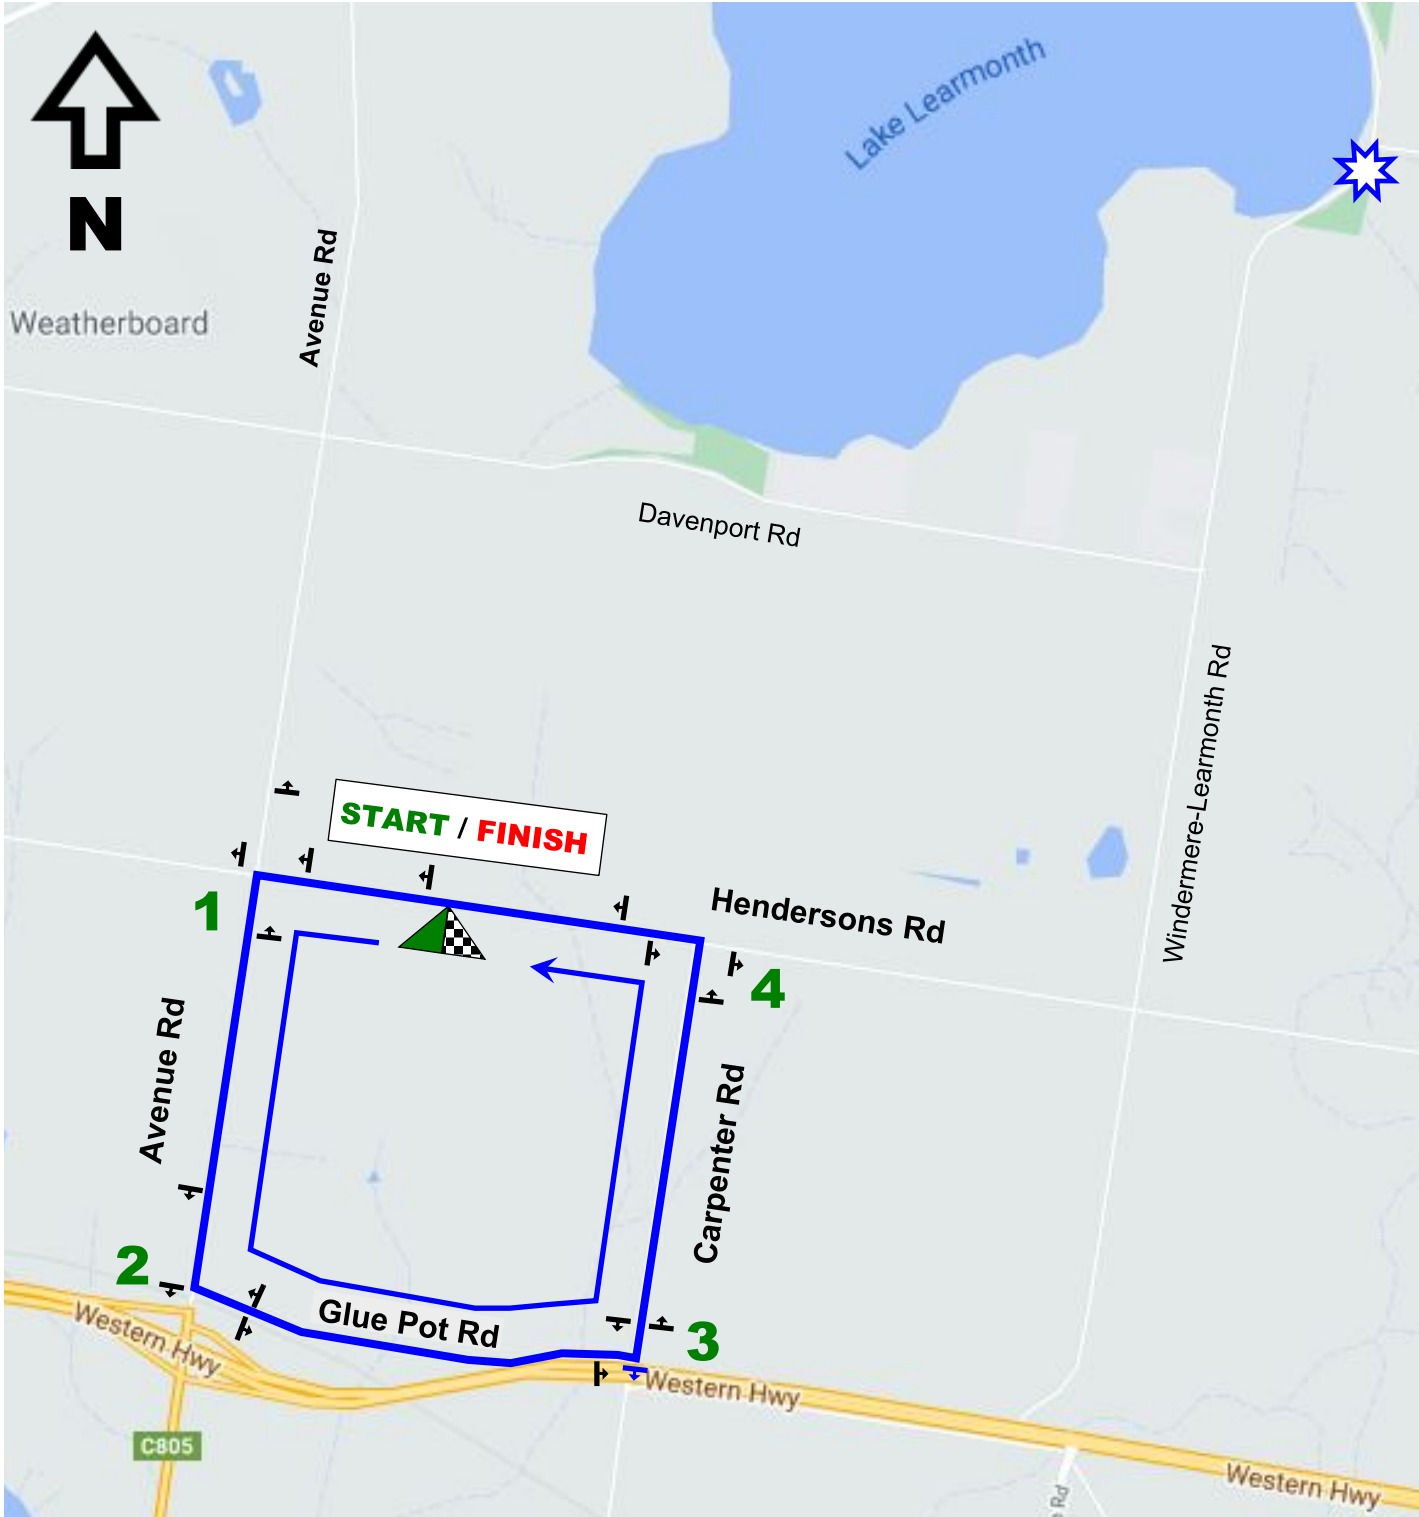 Lake Learmonth
N
Avenue Rd
Weatherboard
Davenport Rd
Windermere-Learmonth Rd
START / FINISH
1
Hendersons Rd
4
Avenue Rd
Carpenter Rd
2
Glue Pot Rd
3
Western Hwy
Western Hwy
C805
Western Hwy
Rd